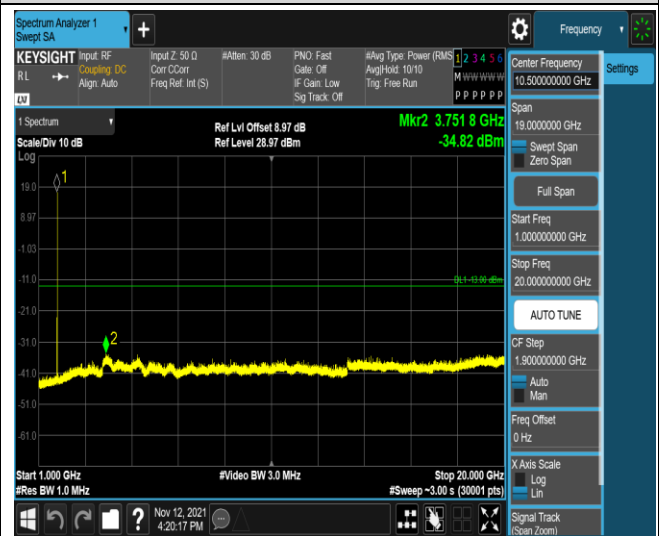 Spectrum Analyzer 1
Swept SA
+
Frequency
KEYSIGHT
RL
LXI
Input: RF
Coupling: DC
Align: Auto
Input Z: 50 Ω
Corr CCorr
Freq Ref: Int (S)
#Atten: 30 dB
PNO: Fast
Gate: Off
IF Gain: Low
Sig Track: Off
#Avg Type: Power (RMS
Avg|Hold: 10/10
Trig: Free Run
1 2 3 4 5 6
M W W W W W
P P P P P P
1 Spectrum
Scale/Div 10 dB
Ref Lvl Offset 8.97 dB
Ref Level 28.97 dBm
Mkr2 3.751 8 GHz
-34.82 dBm
Log
19.0
8.97
-1.03
-11.0
-21.0
-31.0
-41.0
-51.0
-61.0
1
2
DL1 -13.00 dBm
Start 1.000 GHz
#Res BW 1.0 MHz
#Video BW 3.0 MHz
Stop 20.000 GHz
#Sweep ~3.00 s (30001 pts)
Center Frequency
10.500000000 GHz
Settings
Span
19.0000000 GHz
Swept Span
Zero Span
Full Span
Start Freq
1.000000000 GHz
Stop Freq
20.000000000 GHz
AUTO TUNE
CF Step
1.900000000 GHz
Auto
Man
Freq Offset
0 Hz
X Axis Scale
Log
Lin
Signal Track
(Span Zoom)
?
Nov 12, 2021
4:20:17 PM